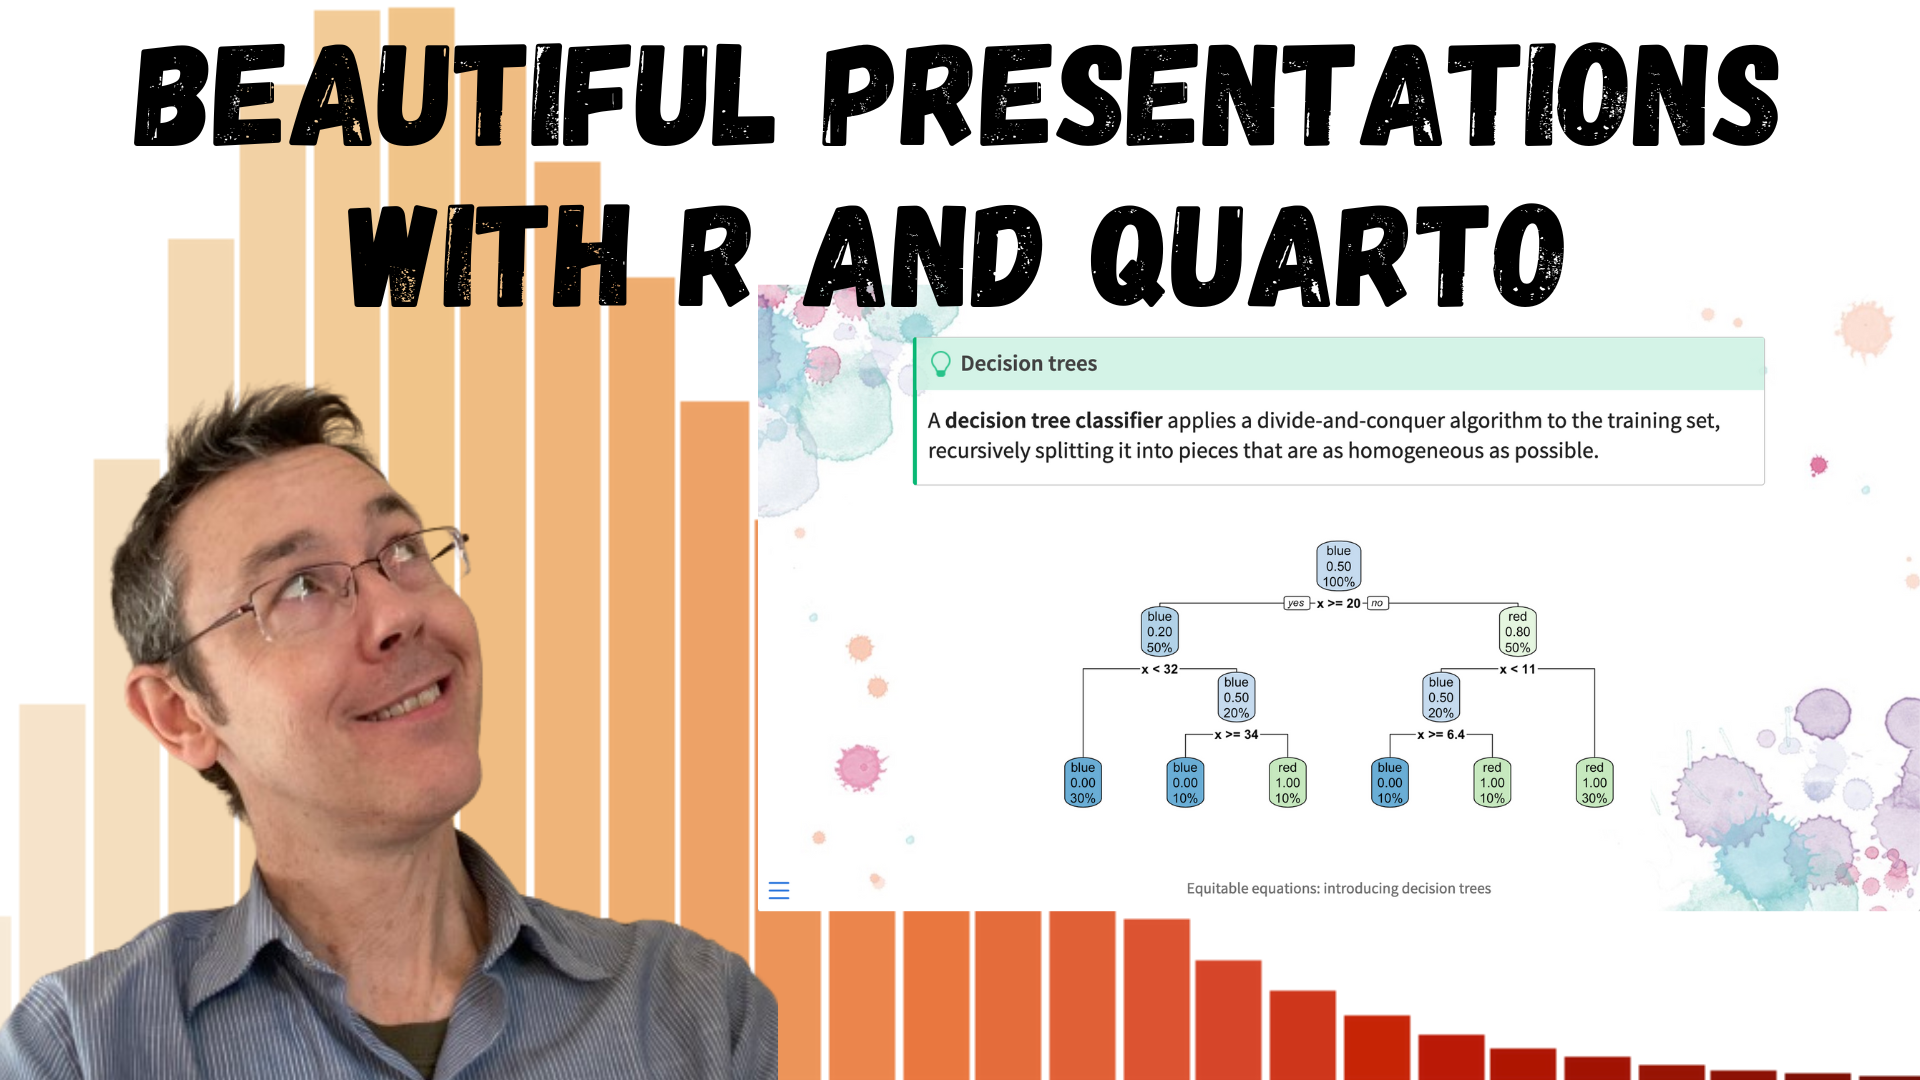 BEAUTIFUL PRESENTATIONS
WITH R AND QUARTO
Decision trees
A decision tree classifier applies a divide-and-conquer algorithm to the training set,
recursively splitting it into pieces that are as homogeneous as possible.
blue
0.50
100%
yes x >= 20 no
blue
0.20
50%
red
0.80
50%
x < 32
x < 11
blue
0.50
20%
blue
0.50
20%
x >= 34
x >= 6.4
blue
0.00
30%
blue
0.00
10%
red
1.00
10%
blue
0.00
10%
red
1.00
10%
red
1.00
30%
Equitable equations: introducing decision trees